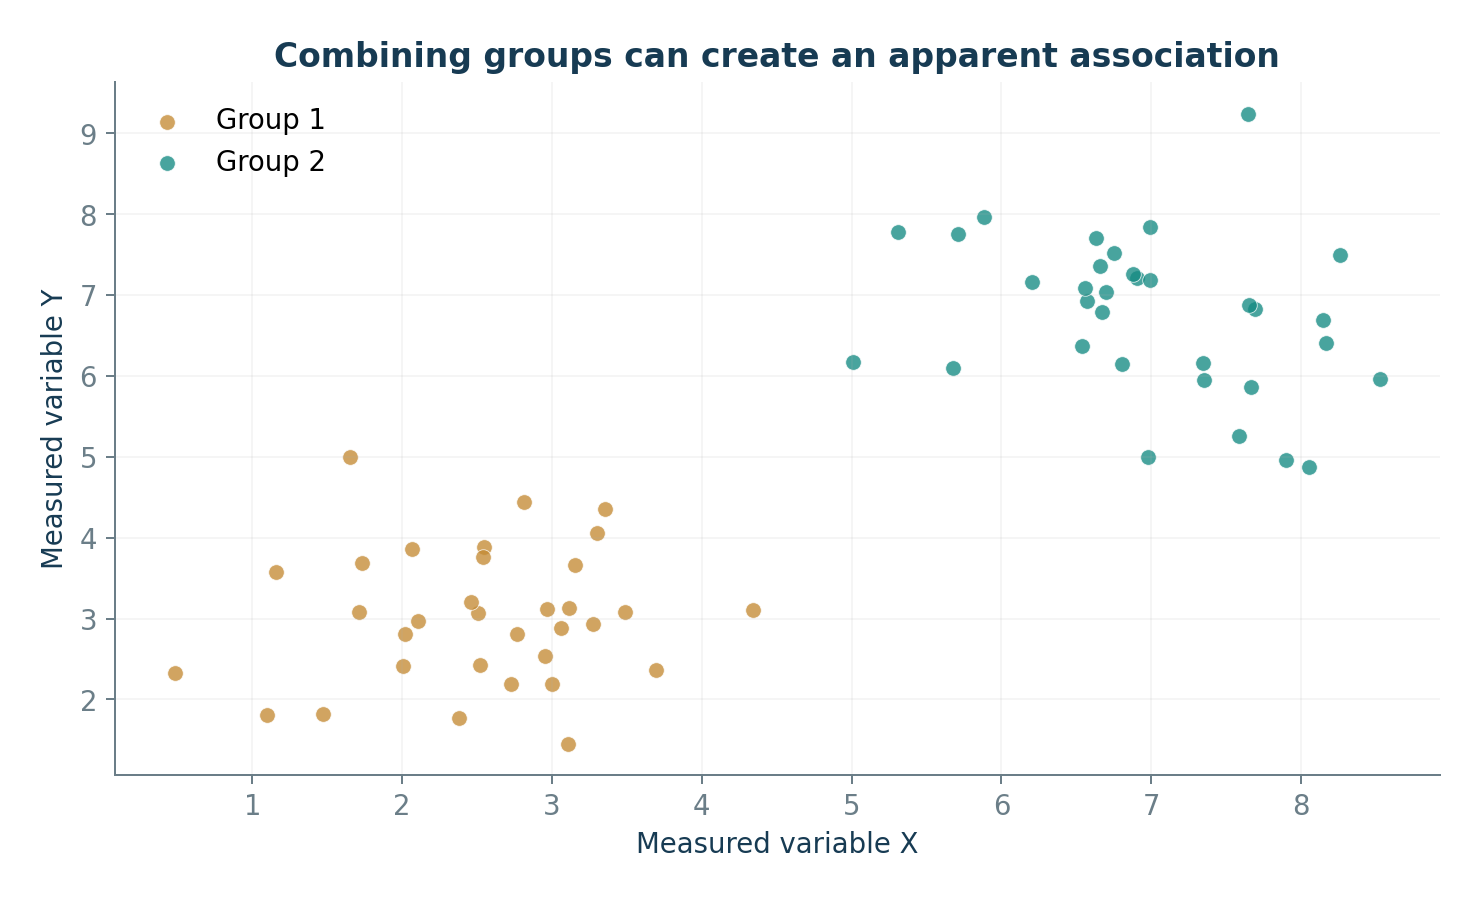 Combining groups can create an apparent association
Group 1
Group 2
Measured variable Y
9
8
7
6
5
4
3
2
1 2 3 4 5 6 7 8
Measured variable X